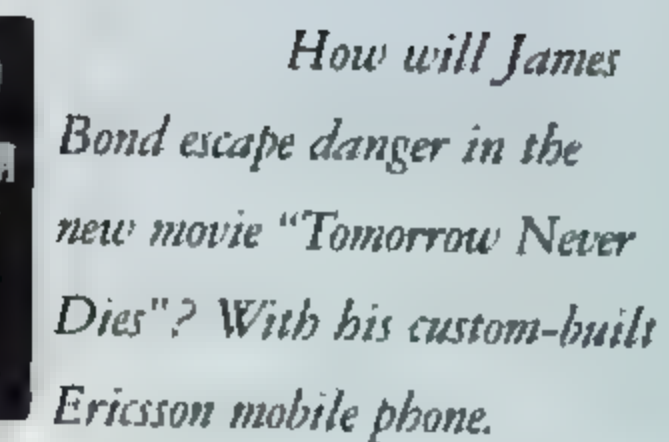 How will James
Bond escape danger in the
new movie “Tomorrow Never
Dies"? With his custom-built
Ericsson mobile phone.